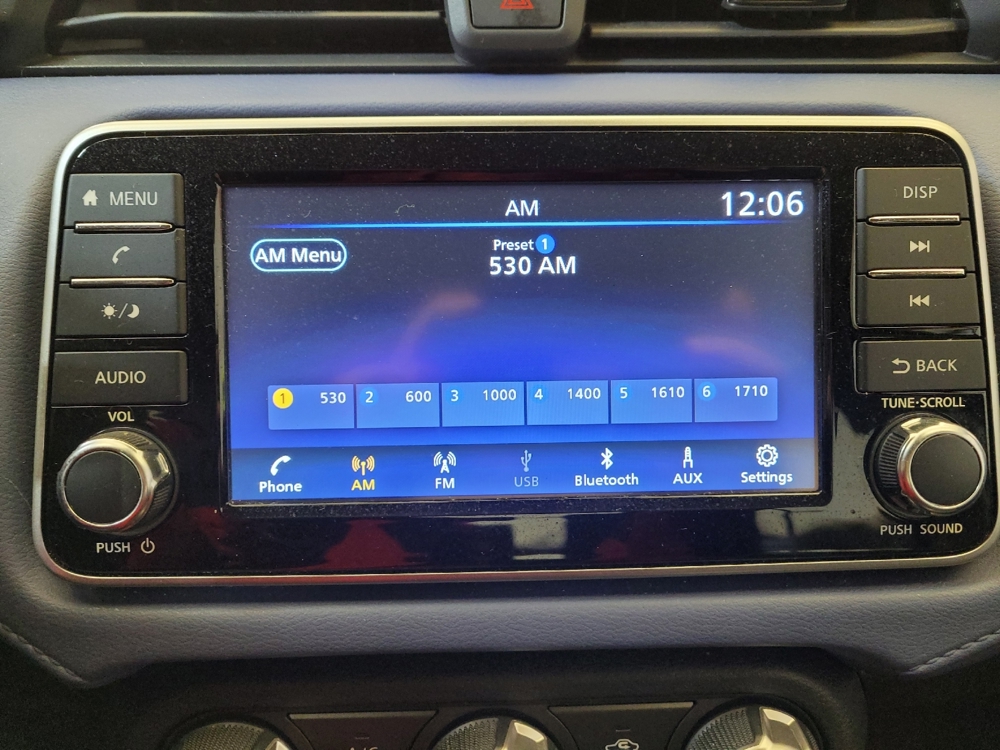 AM 12:06
AM Menu
Preset 1
530 AM
1 530 2 600 3 1000 4 1400 5 1610 6 1710
Phone AM FM USB Bluetooth AUX Settings
MENU
AUDIO
VOL
PUSH
DISP
BACK
TUNE·SCROLL
PUSH SOUND